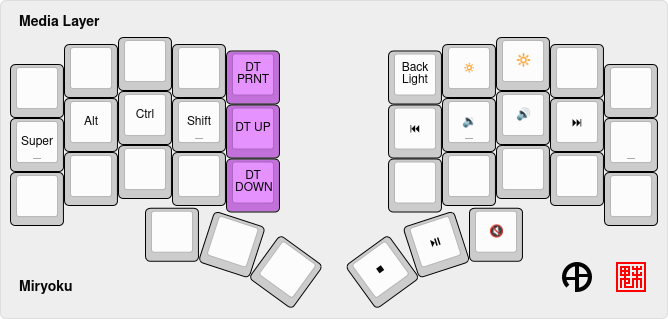 Media Layer
DT
PRNT
Back
Light
Super
_
Alt
Ctrl
Shift
_
DT UP
_
_
DT
DOWN
Miryoku